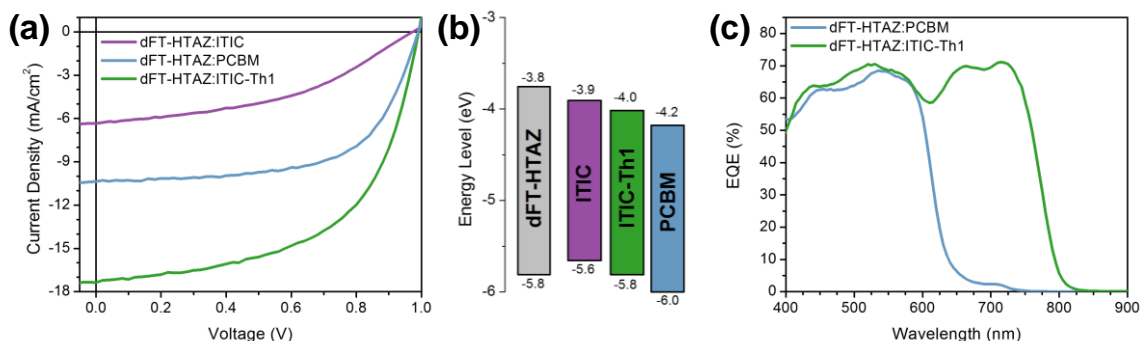 (a)
0
-3
-6
-9
-12
-15
-18
0.0
0.2
0.4
0.6
0.8
1.0
Current Density (mA/cm²)
Voltage (V)
dFT-HTAZ:ITIC
dFT-HTAZ:PCBM
dFT-HTAZ:ITIC-Th1
(b)
-3
-4
-5
-6
Energy Level (eV)
-3.8
-3.9
-4.0
-4.2
dFT-HTAZ
ITIC
ITIC-Th1
PCBM
-5.8
-5.6
-5.8
-6.0
(c)
80
70
60
50
40
30
20
10
0
400
500
600
700
800
900
EQE (%)
Wavelength (nm)
dFT-HTAZ:PCBM
dFT-HTAZ:ITIC-Th1